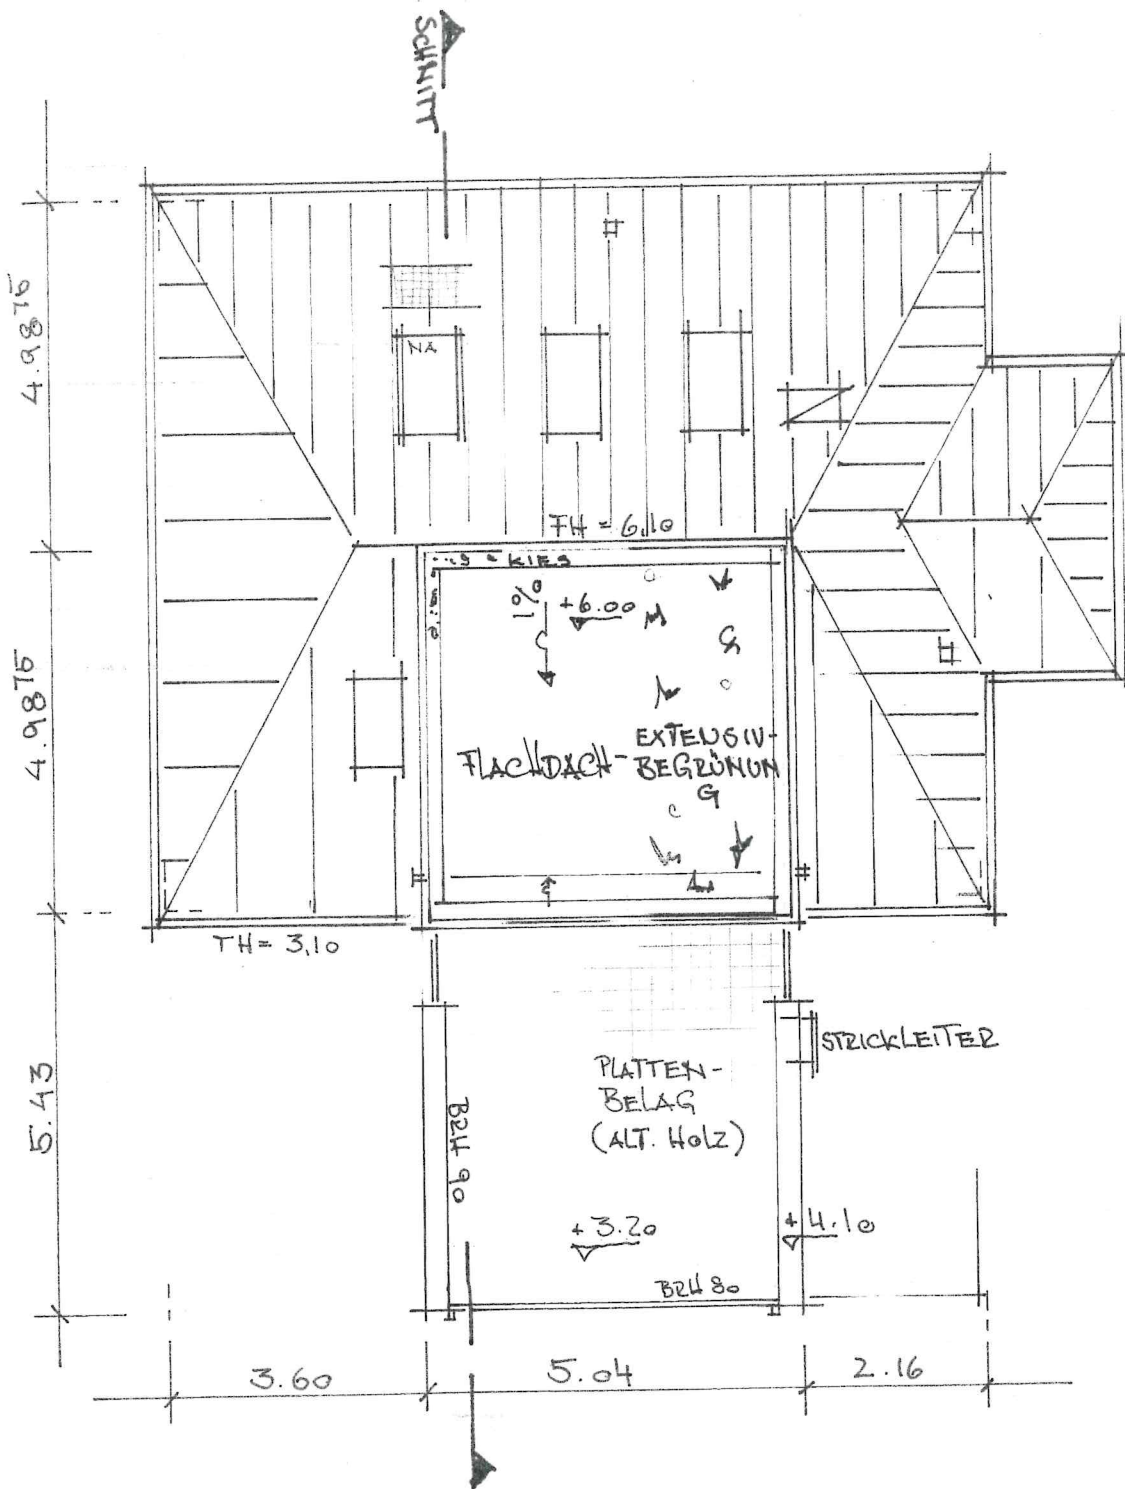 SCHNITT
4.98⁷⁵
NA
FH = 6,10
KIES
1%
+6.00
4.98⁷⁵
FLACHDACH-
EXTENSIV-
BEGRÜNUN
G
TH = 3,10
STRICKLEITER
PLATTEN-
BELAG
(ALT. HOLZ)
5.43
BRH 90
+3.20
+4.10
BRH 80
3.60
5.04
2.16